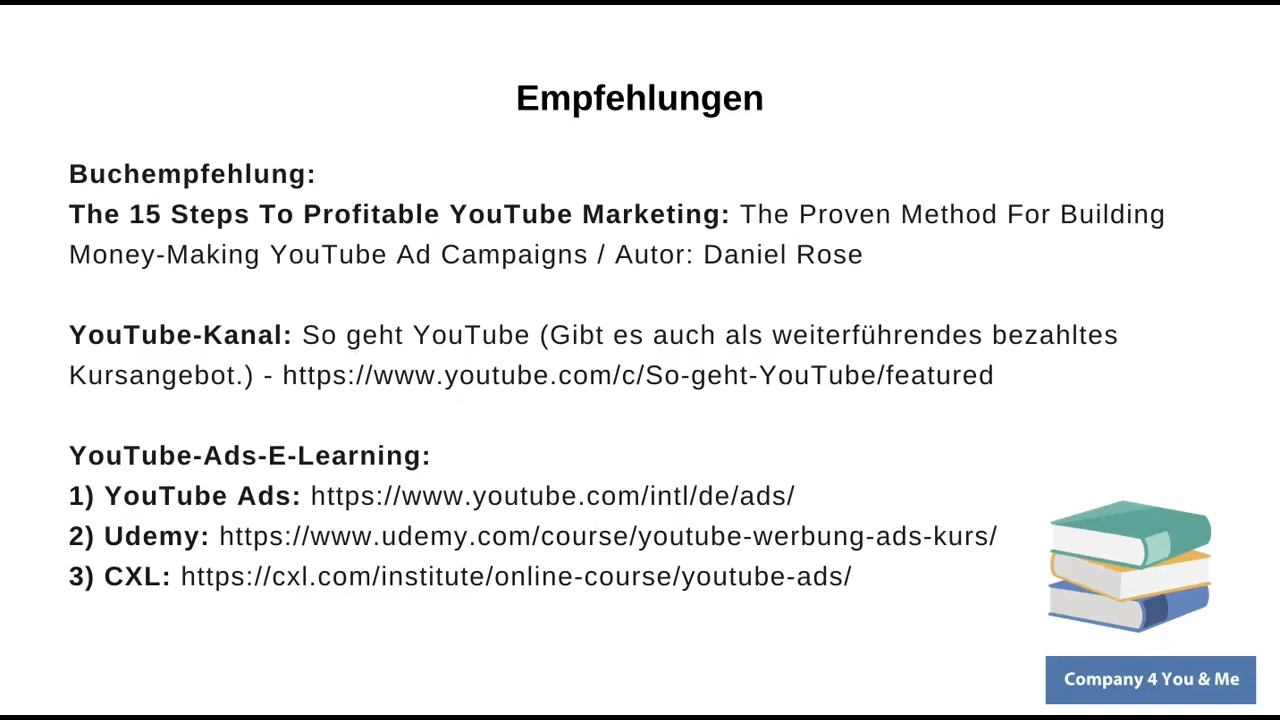 Empfehlungen
Buchempfehlung:
The 15 Steps To Profitable YouTube Marketing: The Proven Method For Building
Money-Making YouTube Ad Campaigns / Autor: Daniel Rose
YouTube-Kanal: So geht YouTube (Gibt es auch als weiterführendes bezahltes
Kursangebot.) - https://www.youtube.com/c/So-geht-YouTube/featured
YouTube-Ads-E-Learning:
1) YouTube Ads: https://www.youtube.com/intl/de/ads/
2) Udemy: https://www.udemy.com/course/youtube-werbung-ads-kurs/
3) CXL: https://cxl.com/institute/online-course/youtube-ads/
Company 4 You & Me